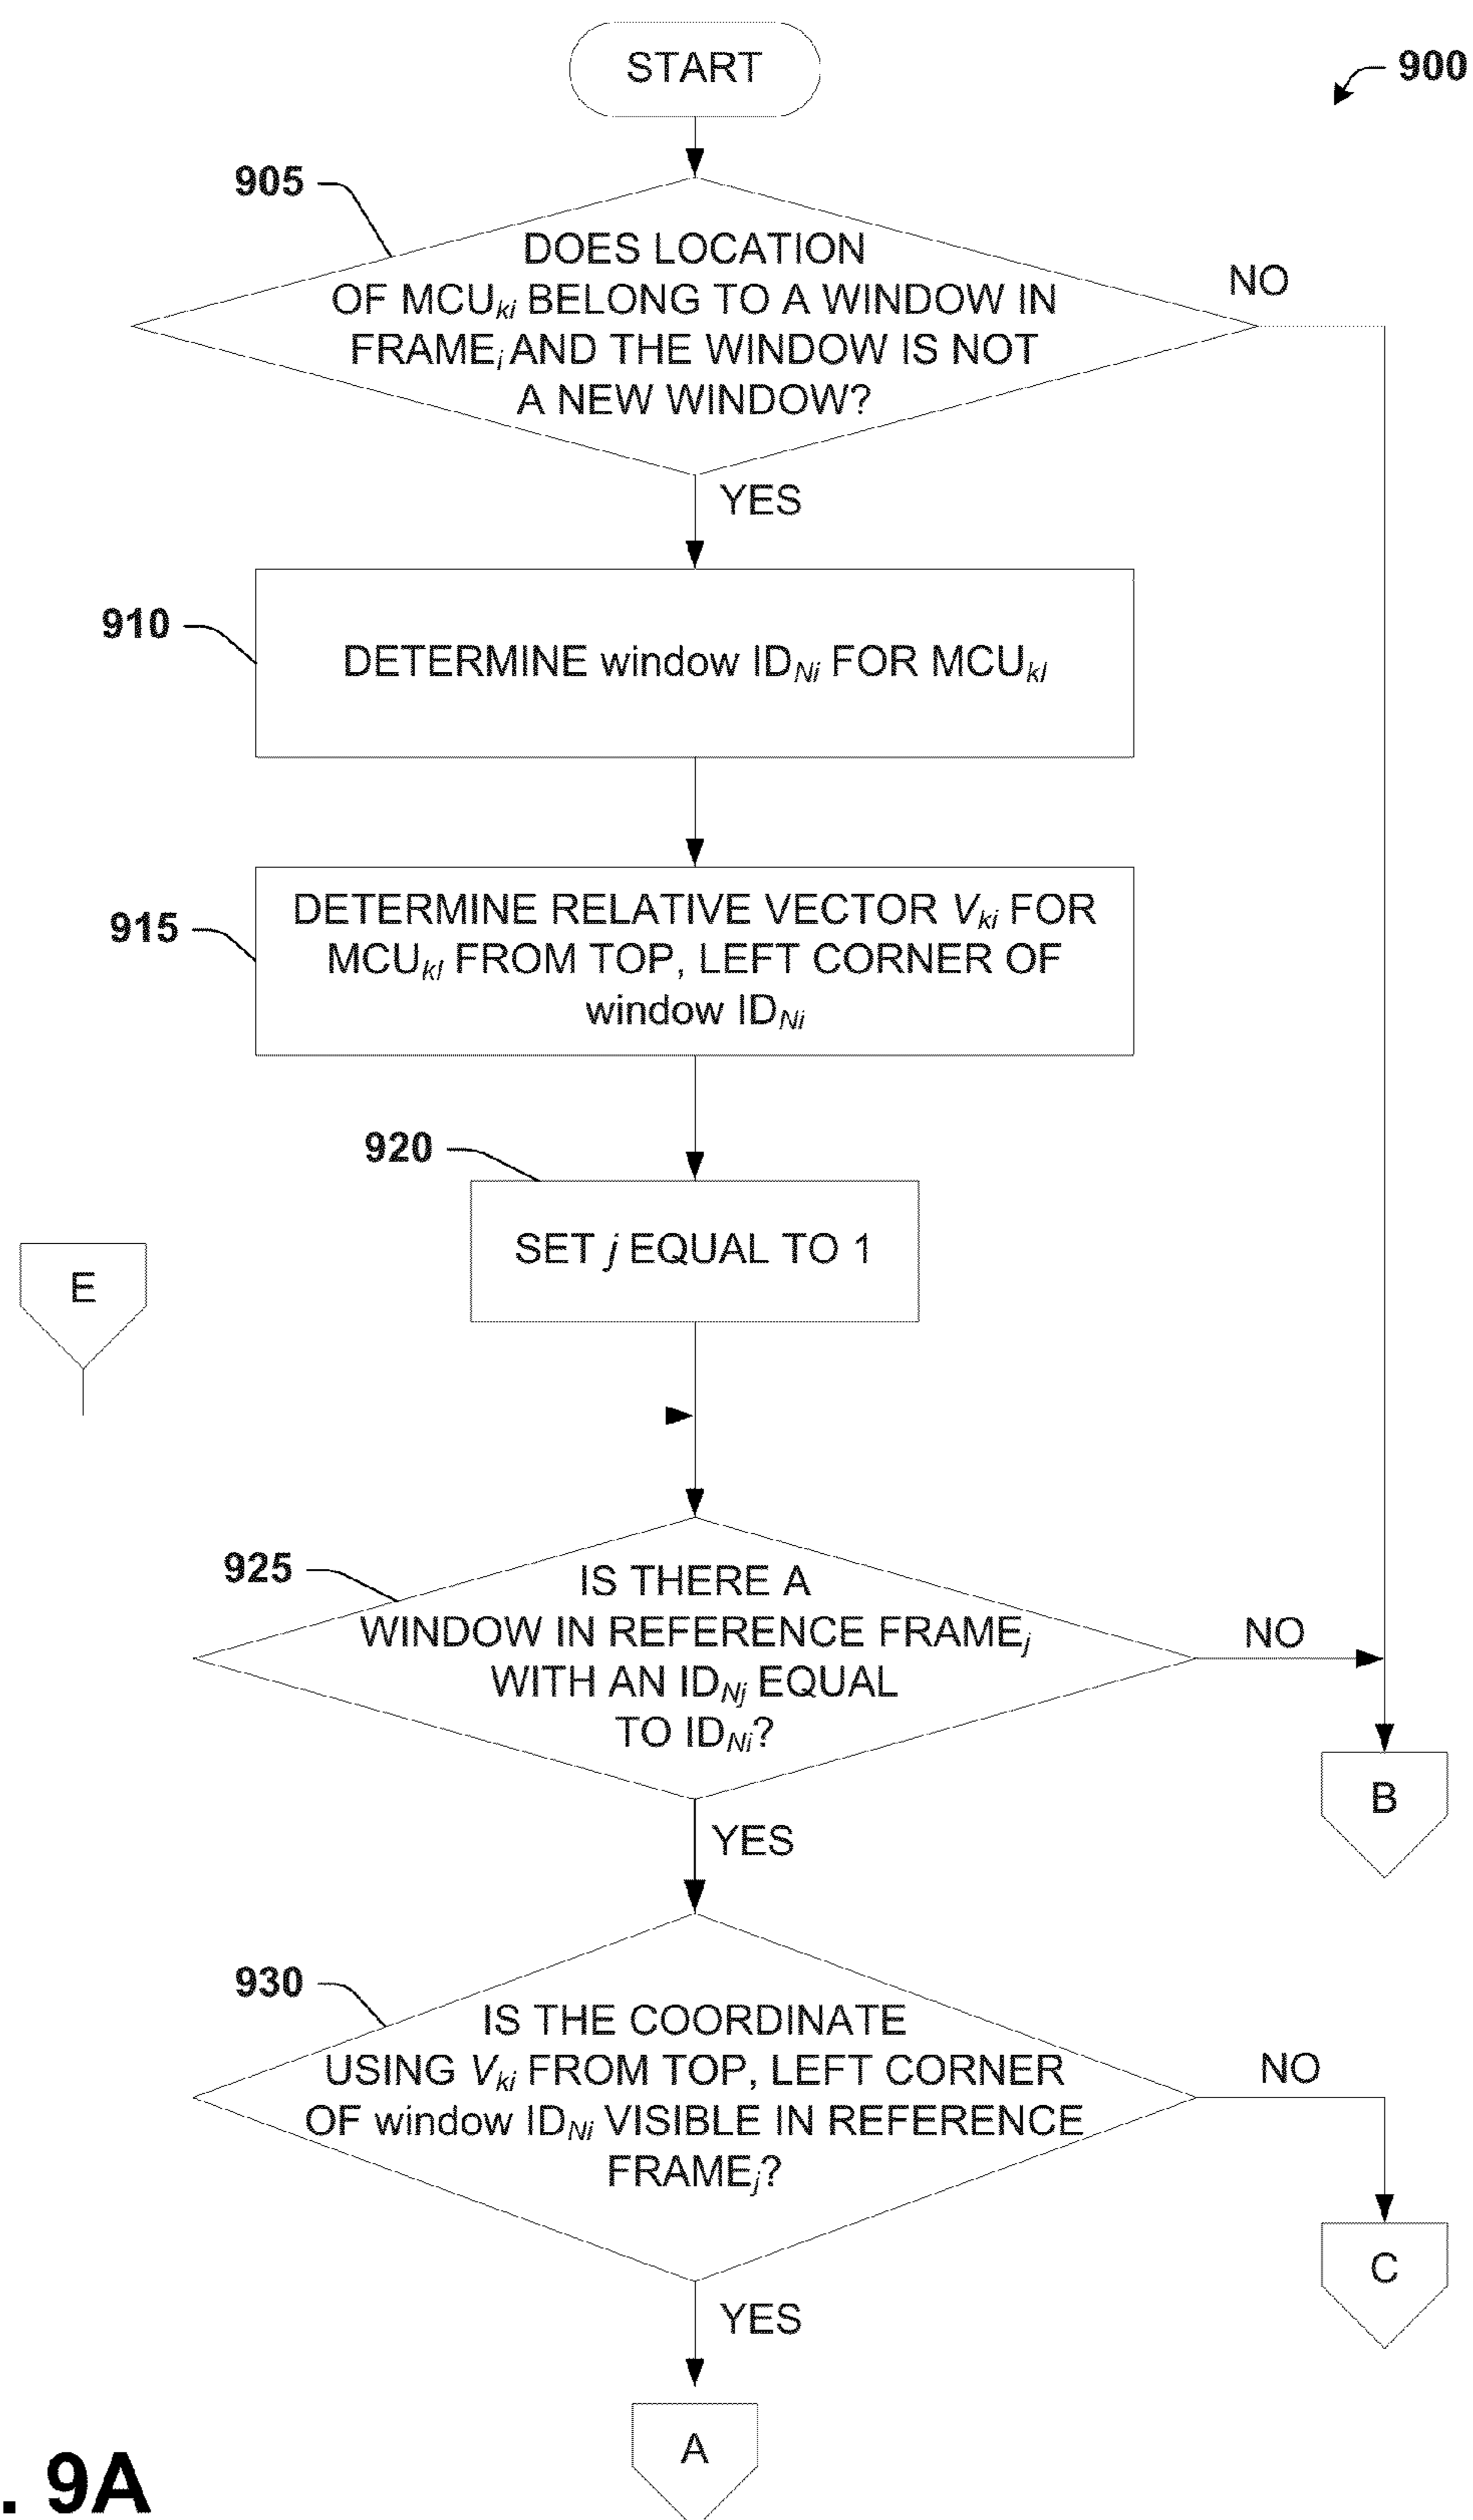 START
900
905
DOES LOCATION
OF MCUki BELONG TO A WINDOW IN
FRAMEi AND THE WINDOW IS NOT
A NEW WINDOW?
NO
YES
910
DETERMINE window IDNi FOR MCUkI
915
DETERMINE RELATIVE VECTOR Vki FOR
MCUkI FROM TOP, LEFT CORNER OF
window IDNi
920
SET j EQUAL TO 1
E
925
IS THERE A
WINDOW IN REFERENCE FRAMEj
WITH AN IDNj EQUAL
TO IDNi?
NO
B
YES
930
IS THE COORDINATE
USING Vki FROM TOP, LEFT CORNER
OF window IDNi VISIBLE IN REFERENCE
FRAMEj?
NO
C
YES
A
. 9A